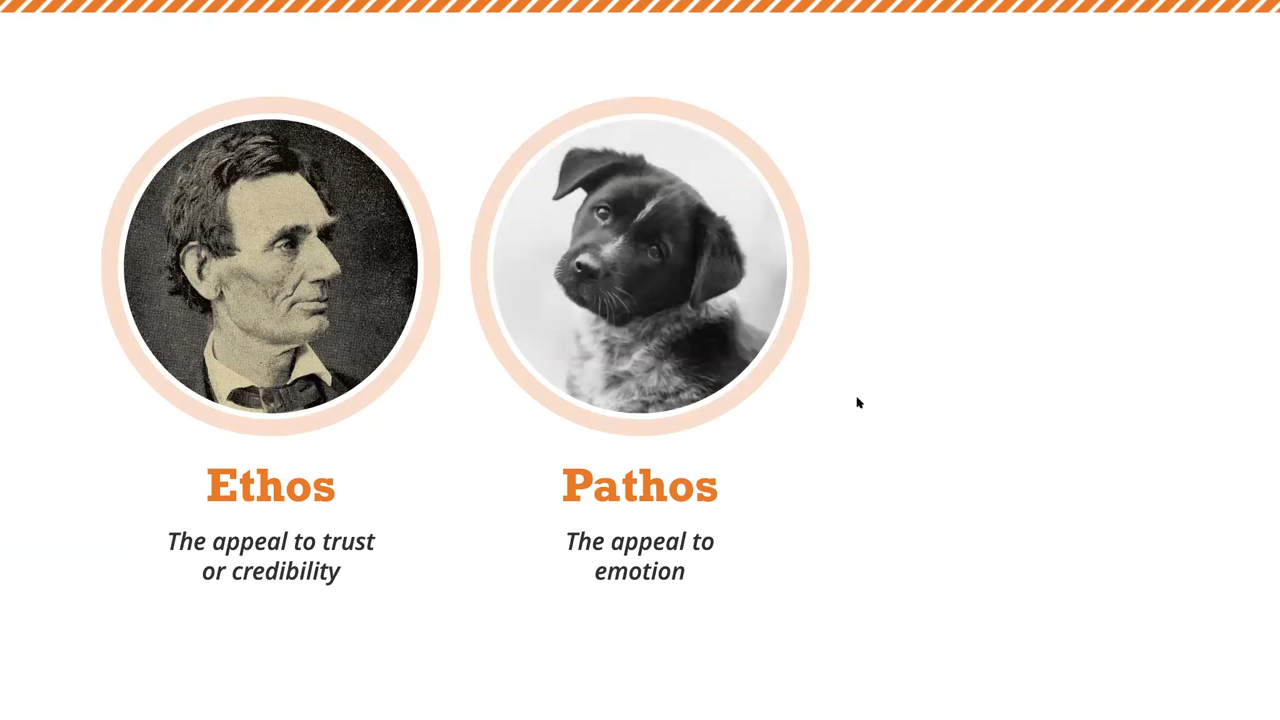 Ethos
The appeal to trust
or credibility
Pathos
The appeal to
emotion